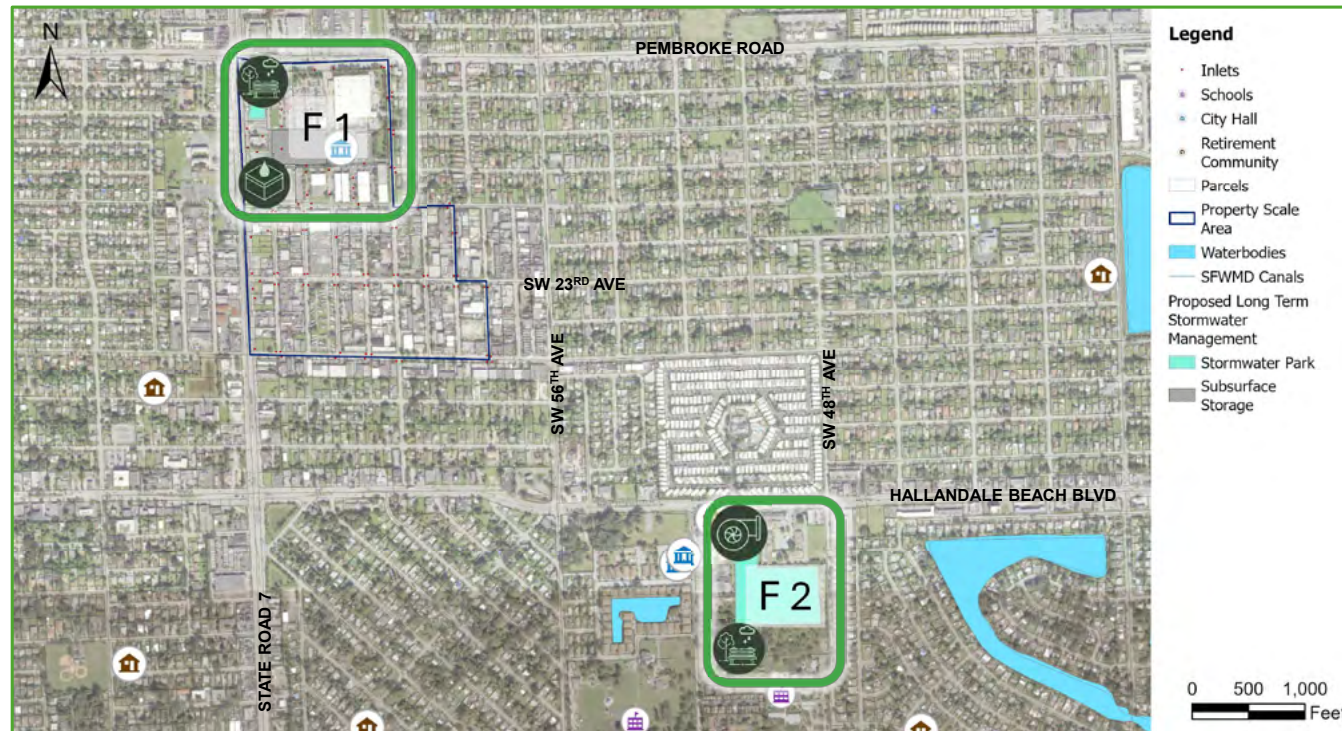 N
PEMBROKE ROAD
F 1
SW 23RD AVE
SW 56TH AVE
SW 48TH AVE
HALLANDALE BEACH BLVD
F 2
STATE ROAD 7
Legend
Inlets
Schools
City Hall
Retirement
Community
Parcels
Property Scale
Area
Waterbodies
SFWMD Canals
Proposed Long Term
Stormwater
Management
Stormwater Park
Subsurface
Storage
0 500 1,000
Feet